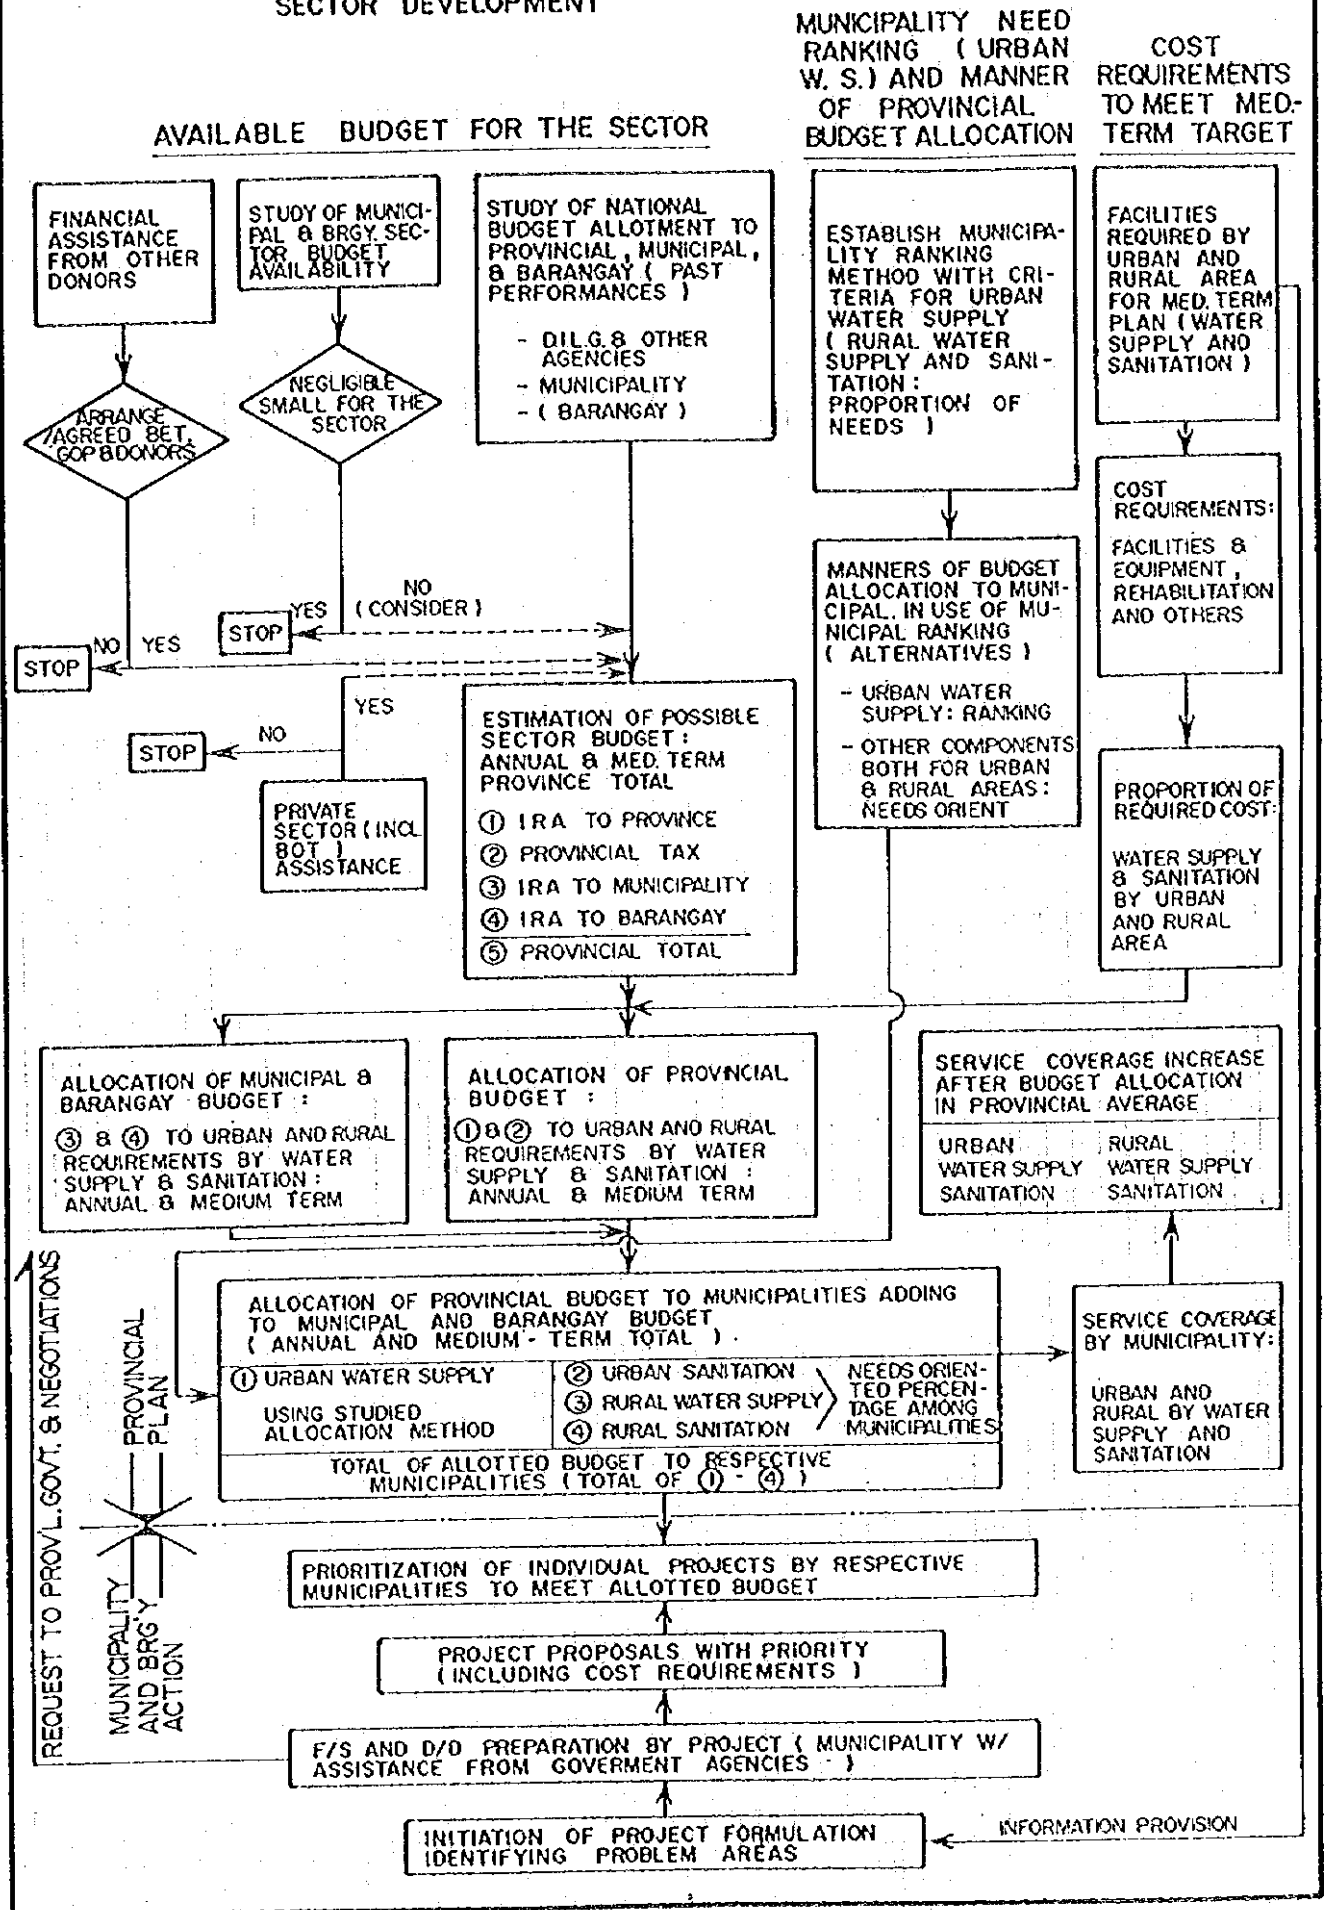 SECTOR DEVELOPMENT
AVAILABLE BUDGET FOR THE SECTOR
MUNICIPALITY NEED
RANKING ( URBAN
W. S.) AND MANNER
OF PROVINCIAL
BUDGET ALLOCATION
COST
REQUIREMENTS
TO MEET MED.-
TERM TARGET
FINANCIAL
ASSISTANCE
FROM OTHER
DONORS
STUDY OF MUNICI-
PAL & BRGY. SEC-
TOR BUDGET
AVAILABILITY
STUDY OF NATIONAL
BUDGET ALLOTMENT TO
PROVINCIAL, MUNICIPAL,
& BARANGAY ( PAST
PERFORMANCES )
- D.I.L.G. & OTHER
AGENCIES
- MUNICIPALITY
- ( BARANGAY )
ESTABLISH MUNICIPA-
LITY RANKING
METHOD WITH CRI-
TERIA FOR URBAN
WATER SUPPLY
( RURAL WATER
SUPPLY AND SANI-
TATION :
PROPORTION OF
NEEDS )
FACILITIES
REQUIRED BY
URBAN AND
RURAL AREA
FOR MED. TERM
PLAN ( WATER
SUPPLY AND
SANITATION )
ARRANGE
/AGREED BET.
GOP & DONORS
NEGLIGIBLE
SMALL FOR THE
SECTOR
COST
REQUIREMENTS:
FACILITIES &
EQUIPMENT,
REHABILITATION
AND OTHERS
MANNERS OF BUDGET
ALLOCATION TO MUNI-
CIPAL. IN USE OF MU-
NICIPAL RANKING
( ALTERNATIVES )
- URBAN WATER
SUPPLY: RANKING
- OTHER COMPONENTS
BOTH FOR URBAN
& RURAL AREAS :
NEEDS ORIENT
STOP
YES
NO
( CONSIDER )
STOP
NO
YES
YES
STOP
NO
PRIVATE
SECTOR ( INCL
BOT )
ASSISTANCE
ESTIMATION OF POSSIBLE
SECTOR BUDGET :
ANNUAL & MED. TERM
PROVINCE TOTAL
① IRA TO PROVINCE
② PROVINCIAL TAX
③ IRA TO MUNICIPALITY
④ IRA TO BARANGAY
⑤ PROVINCIAL TOTAL
PROPORTION OF
REQUIRED COST:
WATER SUPPLY
& SANITATION
BY URBAN
AND RURAL
AREA
ALLOCATION OF MUNICIPAL &
BARANGAY BUDGET :
③ & ④ TO URBAN AND RURAL
REQUIREMENTS BY WATER
SUPPLY & SANITATION :
ANNUAL & MEDIUM TERM
ALLOCATION OF PROVINCIAL
BUDGET :
① & ② TO URBAN AND RURAL
REQUIREMENTS BY WATER
SUPPLY & SANITATION :
ANNUAL & MEDIUM TERM
SERVICE COVERAGE INCREASE
AFTER BUDGET ALLOCATION
IN PROVINCIAL AVERAGE
URBAN RURAL
WATER SUPPLY WATER SUPPLY
SANITATION SANITATION
ALLOCATION OF PROVINCIAL BUDGET TO MUNICIPALITIES ADDING
TO MUNICIPAL AND BARANGAY BUDGET
( ANNUAL AND MEDIUM - TERM TOTAL ) .
① URBAN WATER SUPPLY
USING STUDIED
ALLOCATION METHOD
② URBAN SANITATION
③ RURAL WATER SUPPLY
④ RURAL SANITATION
NEEDS ORIEN-
TED PERCEN-
TAGE AMONG
MUNICIPALITIES
TOTAL OF ALLOTTED BUDGET TO RESPECTIVE
MUNICIPALITIES ( TOTAL OF ① - ④ )
SERVICE COVERAGE
BY MUNICIPALITY:
URBAN AND
RURAL BY WATER
SUPPLY AND
SANITATION
REQUEST TO PROV'L. GOVT. & NEGOTIATIONS
PROVINCIAL
PLAN
MUNICIPALITY
AND BRG'Y
ACTION
PRIORITIZATION OF INDIVIDUAL PROJECTS BY RESPECTIVE
MUNICIPALITIES TO MEET ALLOTTED BUDGET
PROJECT PROPOSALS WITH PRIORITY
( INCLUDING COST REQUIREMENTS )
F/S AND D/D PREPARATION BY PROJECT ( MUNICIPALITY W/
ASSISTANCE FROM GOVERMENT AGENCIES )
INITIATION OF PROJECT FORMULATION
IDENTIFYING PROBLEM AREAS
INFORMATION PROVISION